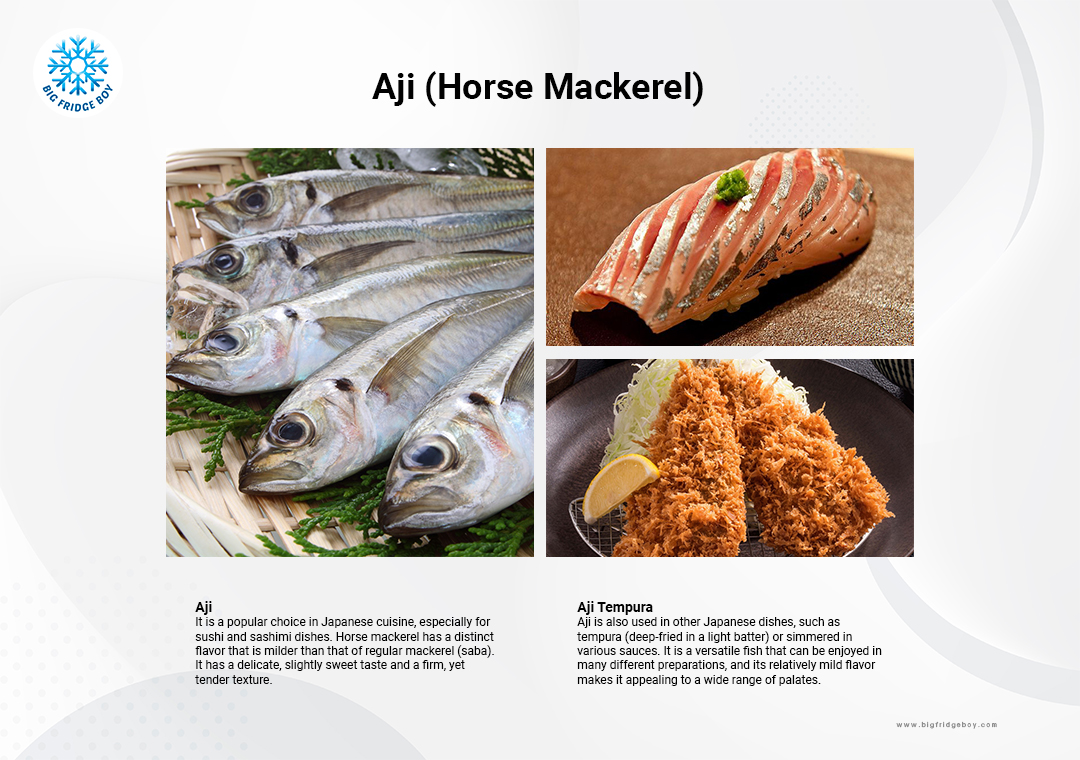 BIG FRIDGE BOY
Aji (Horse Mackerel)
Aji
It is a popular choice in Japanese cuisine, especially for
sushi and sashimi dishes. Horse mackerel has a distinct
flavor that is milder than that of regular mackerel (saba).
It has a delicate, slightly sweet taste and a firm, yet
tender texture.
Aji Tempura
Aji is also used in other Japanese dishes, such as
tempura (deep-fried in a light batter) or simmered in
various sauces. It is a versatile fish that can be enjoyed in
many different preparations, and its relatively mild flavor
makes it appealing to a wide range of palates.
www.bigfridgeboy.com